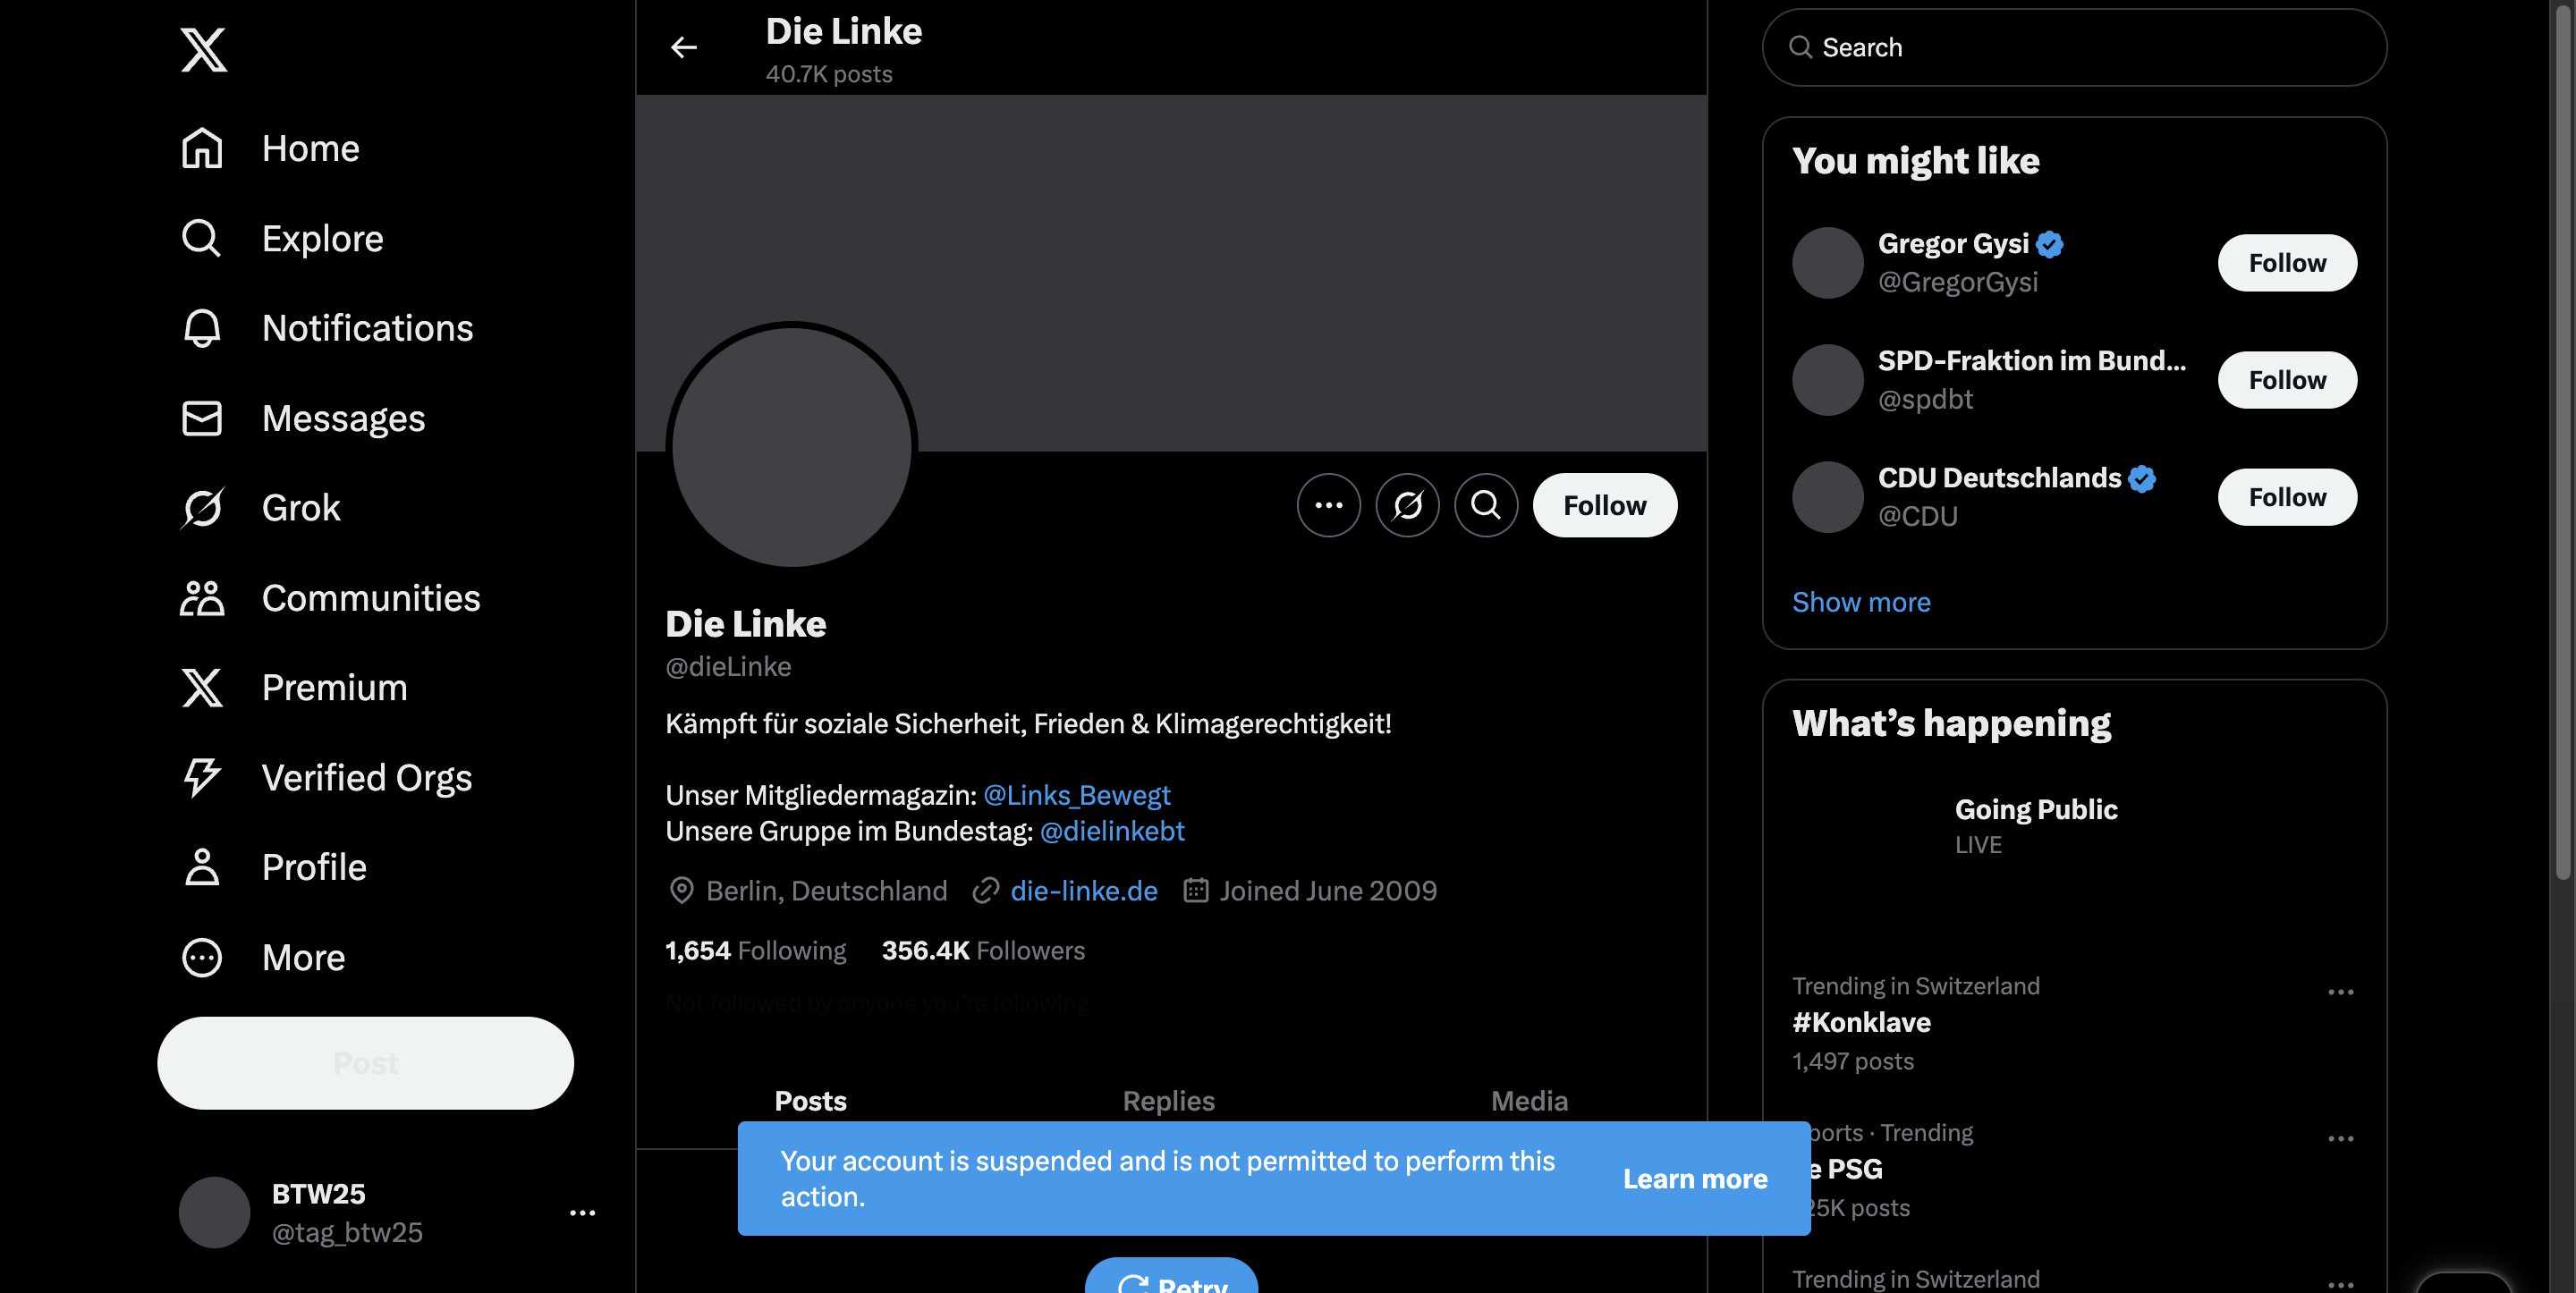 Home
Explore
Notifications
Messages
Grok
Communities
Premium
Verified Orgs
Profile
More
Post
BTW25
@tag_btw25
Die Linke
40.7K posts
Follow
Die Linke
@dieLinke
Kämpft für soziale Sicherheit, Frieden & Klimagerechtigkeit!
Unser Mitgliedermagazin: @Links_Bewegt
Unsere Gruppe im Bundestag: @dielinkebt
Berlin, Deutschland die-linke.de Joined June 2009
1,654 Following 356.4K Followers
Not followed by anyone you're following
Posts Replies Media
Your account is suspended and is not permitted to perform this
action.
Learn more
Retry
Search
You might like
Gregor Gysi
@GregorGysi
Follow
SPD-Fraktion im Bund...
@spdbt
Follow
CDU Deutschlands
@CDU
Follow
Show more
What's happening
Going Public
LIVE
Trending in Switzerland
#Konklave
1,497 posts
· Trending
PSG
posts
Trending in Switzerland